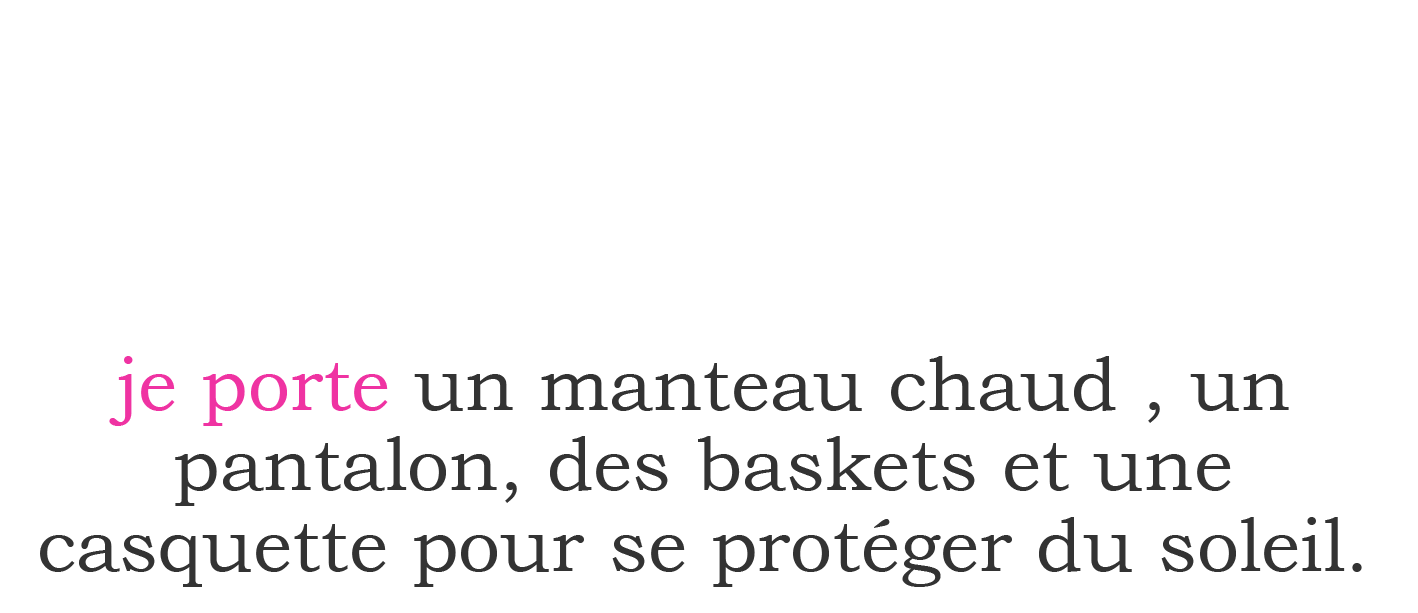 je porte un manteau chaud , un
pantalon, des baskets et une
casquette pour se protéger du soleil.